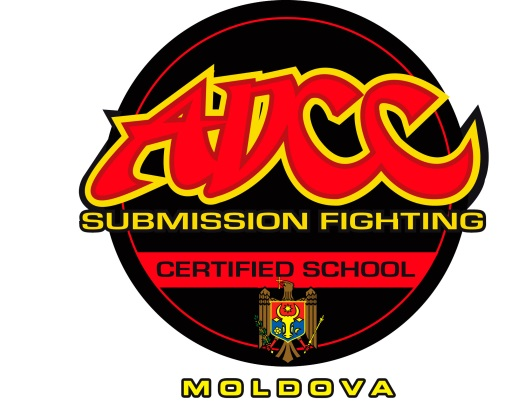 ADCC
SUBMISSION FIGHTING
CERTIFIED SCHOOL
MOLDOVA